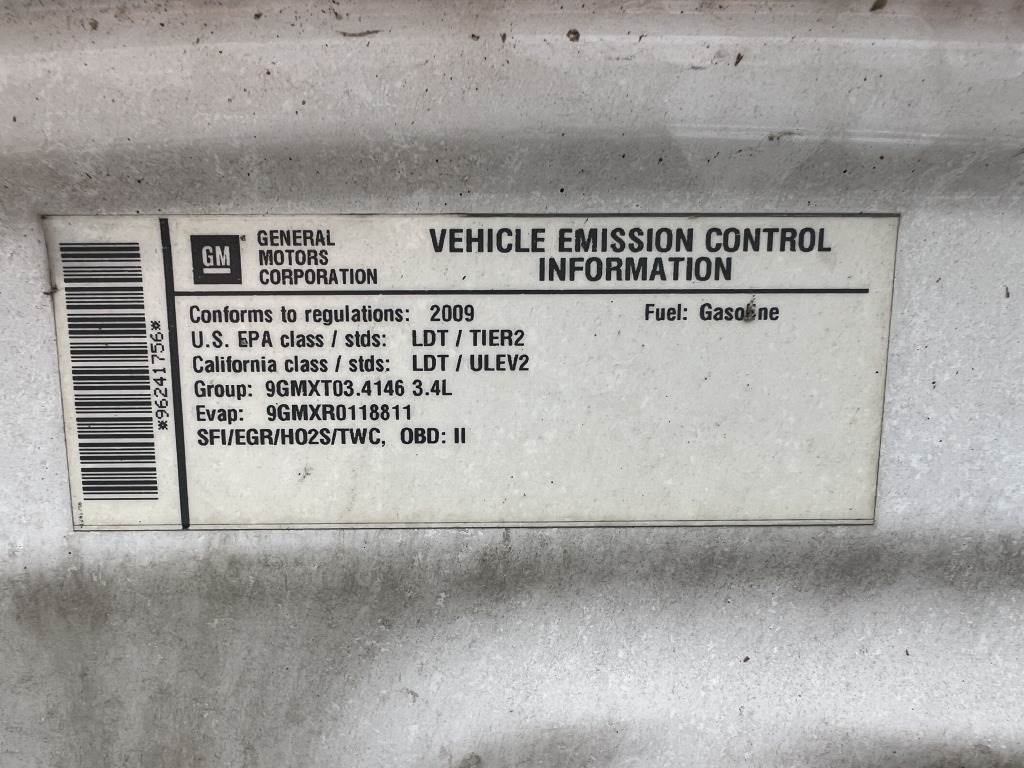 GM
GENERAL
MOTORS
CORPORATION
VEHICLE EMISSION CONTROL
INFORMATION
Conforms to regulations: 2009
Fuel: Gasoline
U.S. EPA class / stds: LDT / TIER2
California class / stds: LDT / ULEV2
Group: 9GMXT03.4146 3.4L
Evap: 9GMXR0118811
SFI/EGR/HO2S/TWC, OBD: II
*96241756*